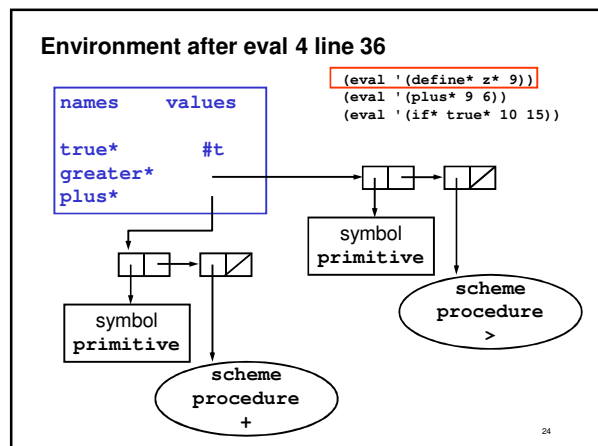 Environment after eval 4 line 36
(eval '(define* z* 9))
(eval '(plus* 9 6))
(eval '(if* true* 10 15))
names values
true* #t
greater*
plus*
symbol
primitive
scheme
procedure
>
symbol
primitive
scheme
procedure
+
24